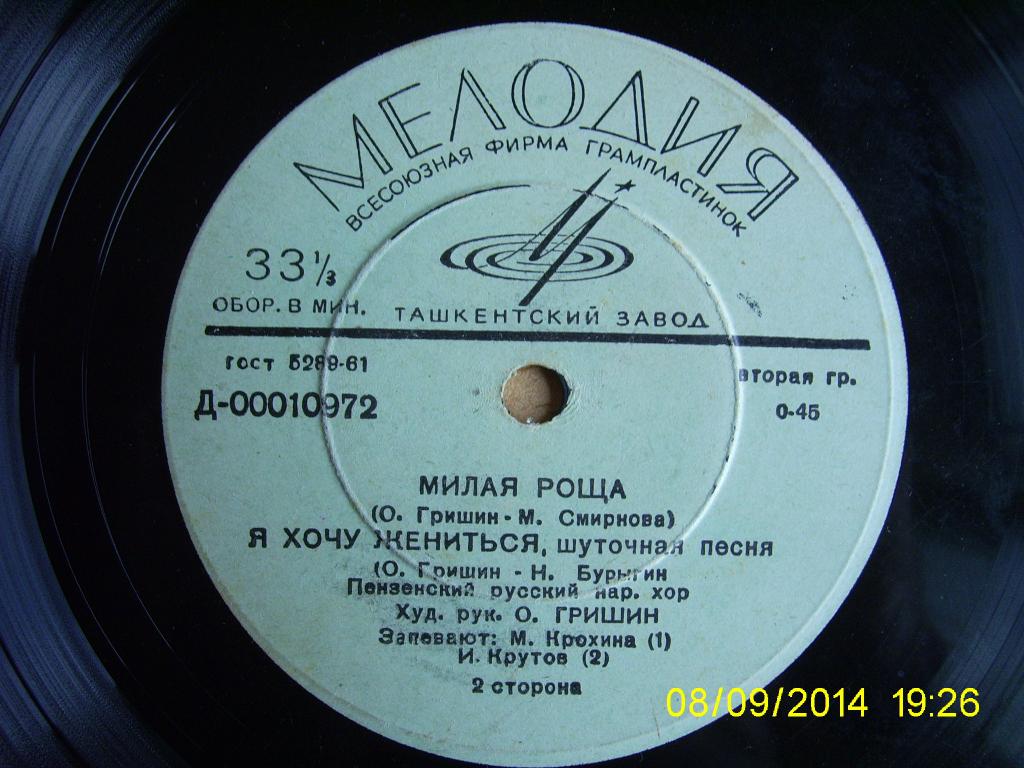 МЕЛОДИЯ
ВСЕСОЮЗНАЯ ФИРМА ГРАМПЛАСТИНОК
33 1/3
ОБОР. В МИН.
ТАШКЕНТСКИЙ ЗАВОД
гост 5289-61
вторая гр.
Д-00010972
0-45
МИЛАЯ РОЩА
(О. Гришин - М. Смирнова)
Я ХОЧУ ЖЕНИТЬСЯ, шуточная песня
(О. Гришин - Н. Бурыгин
Пензенский русский нар. хор
Худ. рук. О. ГРИШИН
Запевают: М. Крохина (1)
И. Крутов (2)
2 сторона
08/09/2014 19:26